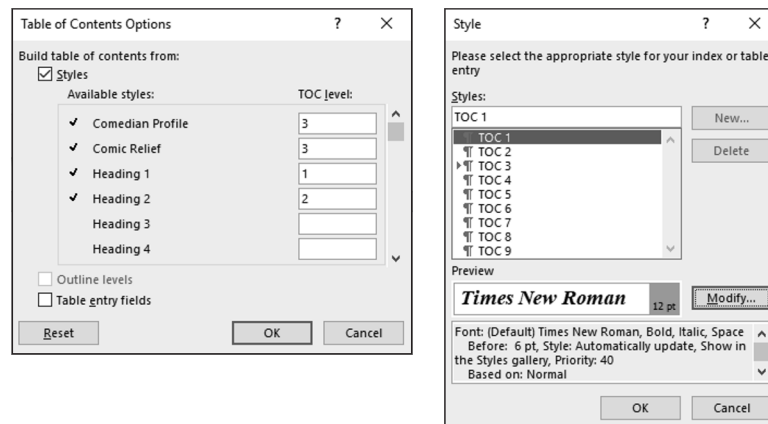 Table of Contents Options ? ×
Build table of contents from:
Styles
Available styles: TOC level:
Comedian Profile 3
Comic Relief 3
Heading 1 1
Heading 2 2
Heading 3
Heading 4
Outline levels
Table entry fields
Reset OK Cancel
Style ? ×
Please select the appropriate style for your index or table
entry
Styles:
TOC 1 New...
¶ TOC 1
¶ TOC 2 Delete
¶ TOC 3
¶ TOC 4
¶ TOC 5
¶ TOC 6
¶ TOC 7
¶ TOC 8
¶ TOC 9
Preview
Times New Roman 12 pt Modify...
Font: (Default) Times New Roman, Bold, Italic, Space
Before: 6 pt, Style: Automatically update, Show in
the Styles gallery, Priority: 40
Based on: Normal
OK Cancel